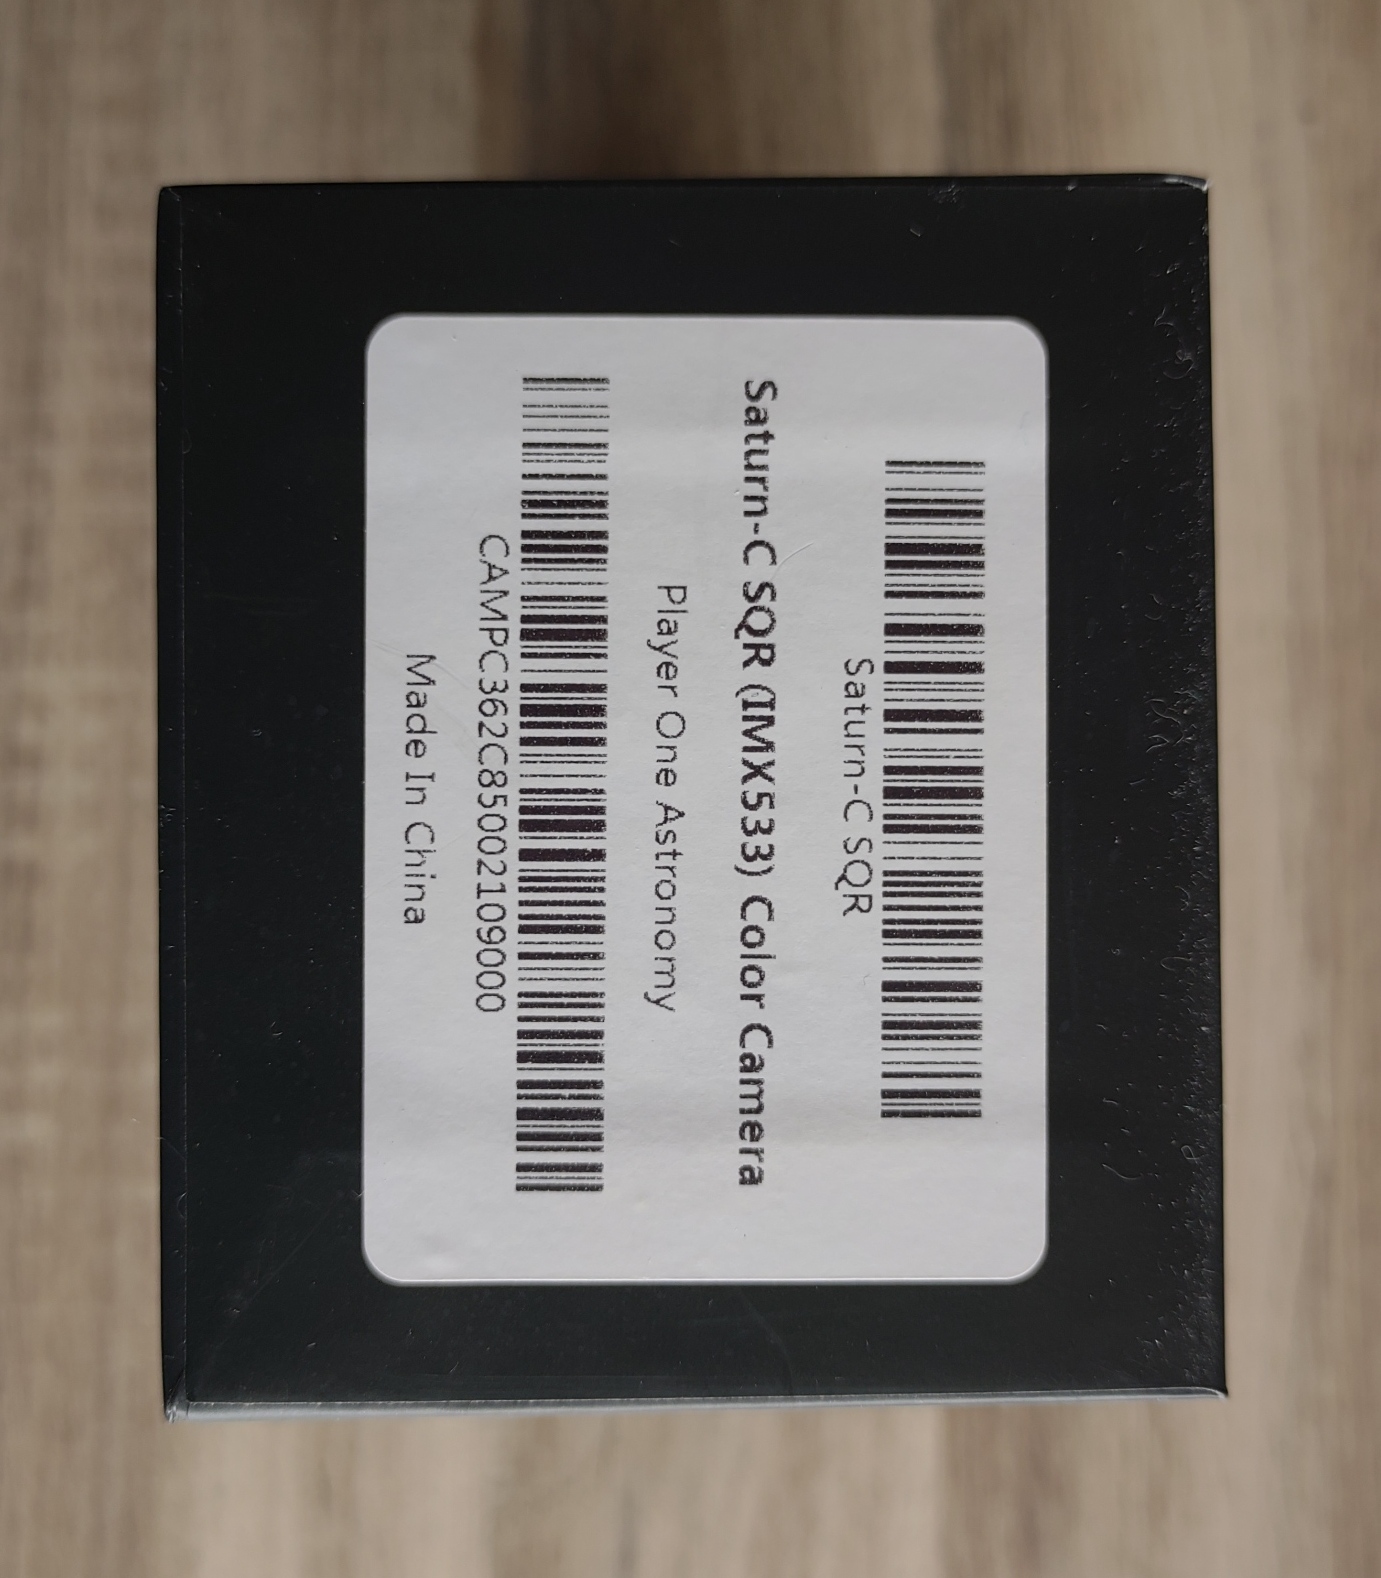 Saturn-C SQR
Saturn-C SQR (IMX533) Color Camera
Player One Astronomy
CAMPC362C85002109000
Made In China